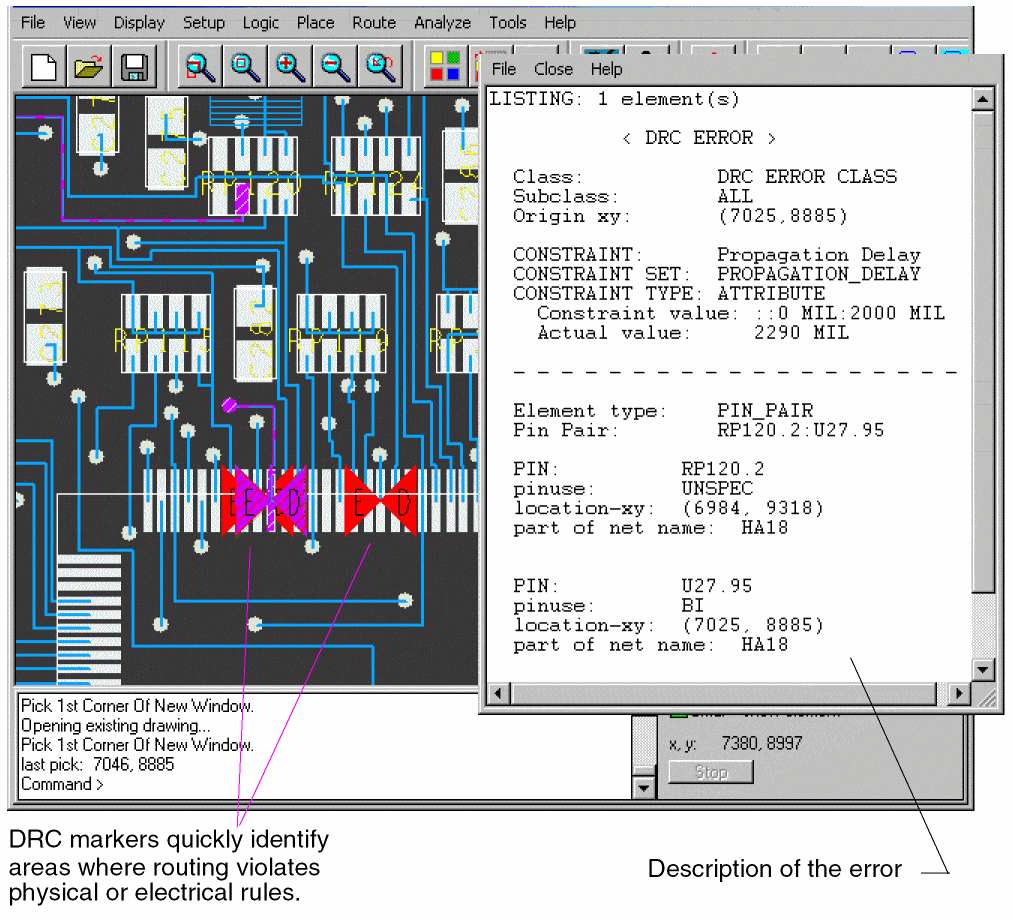 File View Display Setup Logic Place Route Analyze Tools Help
File Close Help
LISTING: 1 element(s)
< DRC ERROR >
Class: DRC ERROR CLASS
Subclass: ALL
Origin xy: (7025,8885)
CONSTRAINT: Propagation Delay
CONSTRAINT SET: PROPAGATION_DELAY
CONSTRAINT TYPE: ATTRIBUTE
Constraint value: ::0 MIL:2000 MIL
Actual value: 2290 MIL
- - - - - - - - - - - - - - - - - - -
Element type: PIN_PAIR
Pin Pair: RP120.2:U27.95
PIN: RP120.2
pinuse: UNSPEC
location-xy: (6984, 9318)
part of net name: HA18
PIN: U27.95
pinuse: BI
location-xy: (7025, 8885)
part of net name: HA18
RP120
RP115
RP116
E D
Pick 1st Corner Of New Window.
Opening existing drawing...
Pick 1st Corner Of New Window.
last pick: 7046, 8885
Command >
x, y: 7380, 8997
Stop
DRC markers quickly identify
areas where routing violates
physical or electrical rules.
Description of the error